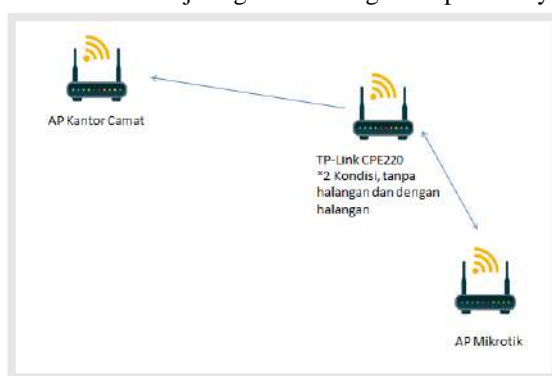 AP Kantor Camat
TP-Link CPE220
*2 Kondisi, tanpa
halangan dan dengan
halangan
AP Mikrotik